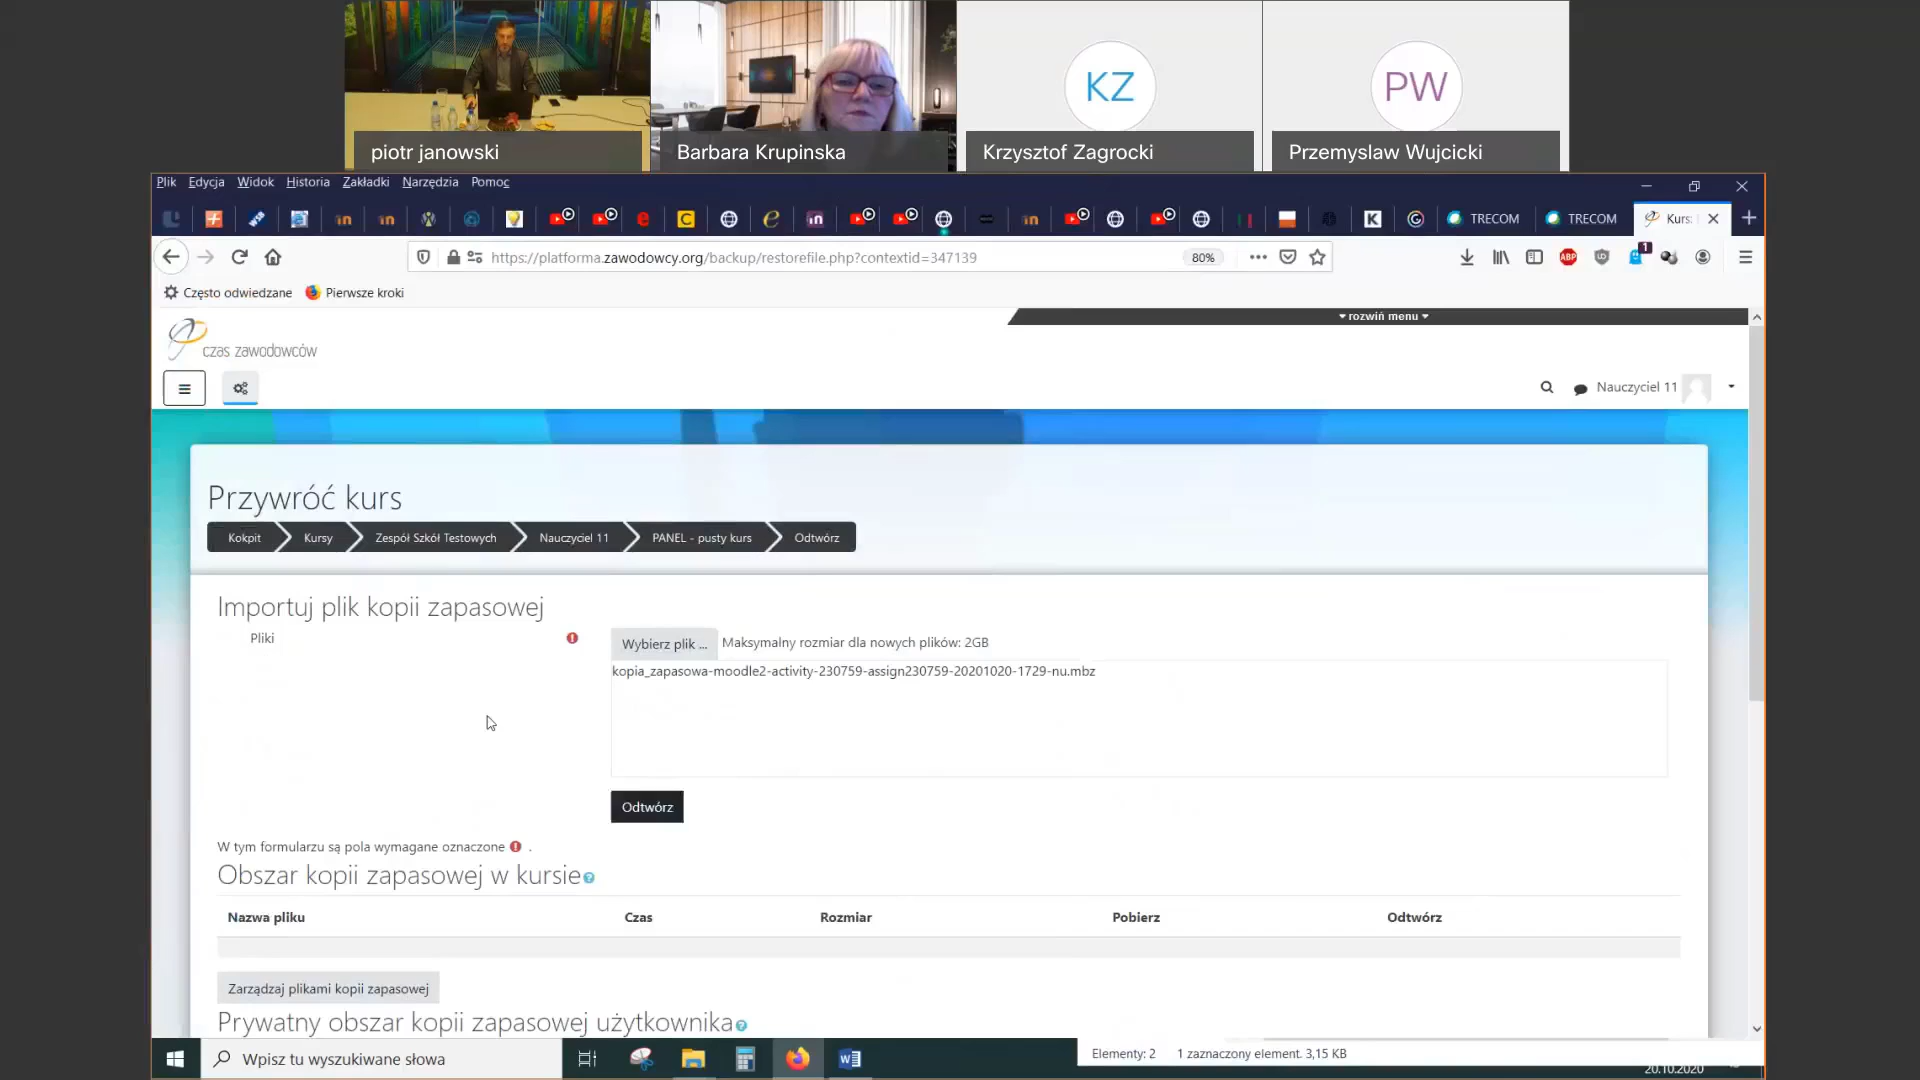 KZ
PW
piotr janowski
Barbara Krupinska
Krzysztof Zagrocki
Przemyslaw Wujcicki
Plik Edycja Widok Historia Zakładki Narzędzia Pomoc
TRECOM
TRECOM
Kurs:
https://platforma.zawodowcy.org/backup/restorefile.php?contextid=347139
80%
ABP
1
Często odwiedzane
Pierwsze kroki
rozwiń menu
czas zawodowców
Nauczyciel 11
Przywróć kurs
Kokpit
Kursy
Zespół Szkół Testowych
Nauczyciel 11
PANEL - pusty kurs
Odtwórz
Importuj plik kopii zapasowej
Pliki
Wybierz plik ...
Maksymalny rozmiar dla nowych plików: 2GB
kopia_zapasowa-moodle2-activity-230759-assign230759-20201020-1729-nu.mbz
Odtwórz
W tym formularzu są pola wymagane oznaczone .
Obszar kopii zapasowej w kursie
Nazwa pliku Czas Rozmiar Pobierz Odtwórz
Zarządzaj plikami kopii zapasowej
Prywatny obszar kopii zapasowej użytkownika
Wpisz tu wyszukiwane słowa
Elementy: 2 1 zaznaczony element. 3,15 KB
20.10.2020